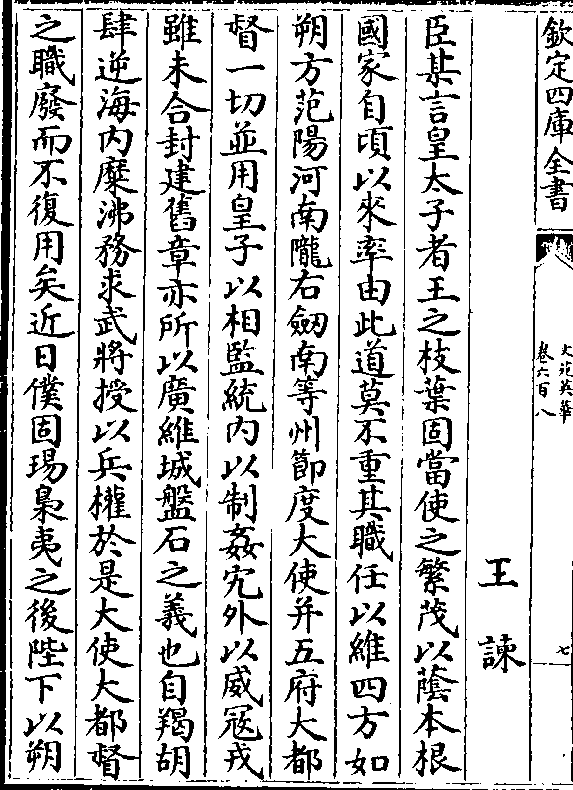 欽定四庫全書
文苑英華
卷六百八
七
王諫
臣某言皇太子者王之枝葉固當使之繁茂以蔭本根
國家自頃以來率由此道莫不重其職任以維四方如
朔方范陽河南隴右劒南等州節度大使并五府大都
督一切並用皇子以相監統内以制姦宄外以威寇戎
雖未合封建舊章亦所以廣維城盤石之義也自羯胡
肆逆海内糜沸務求武將授以兵權於是大使大都督
之職廢而不復用矣近日僕固瑒梟夷之後陛下以朔